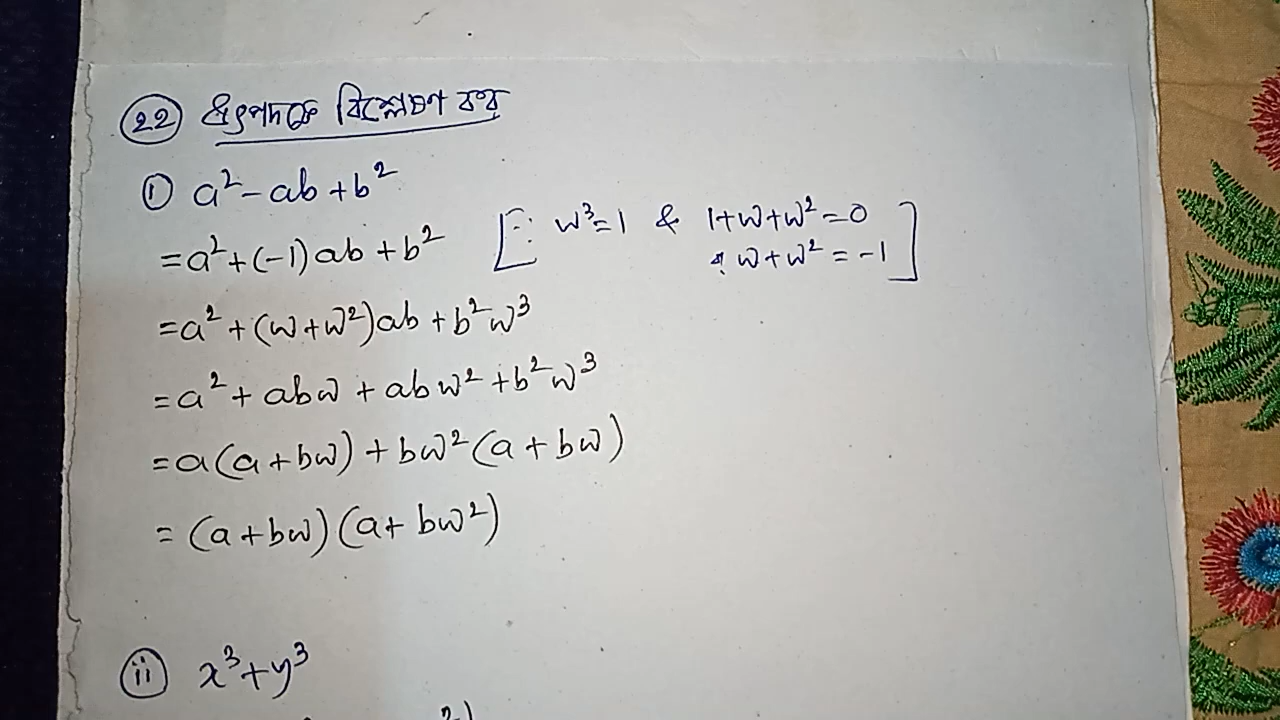 (২২) উৎপাদকে বিশ্লেষণ কর
(i) a² - ab + b²
= a² + (-1)ab + b² [∵ ω³ = 1 & 1 + ω + ω² = 0
বা, ω + ω² = -1]
= a² + (ω + ω²)ab + b²ω³
= a² + abω + abω² + b²ω³
= a(a + bω) + bω²(a + bω)
= (a + bω)(a + bω²)
(ii) x³ + y³